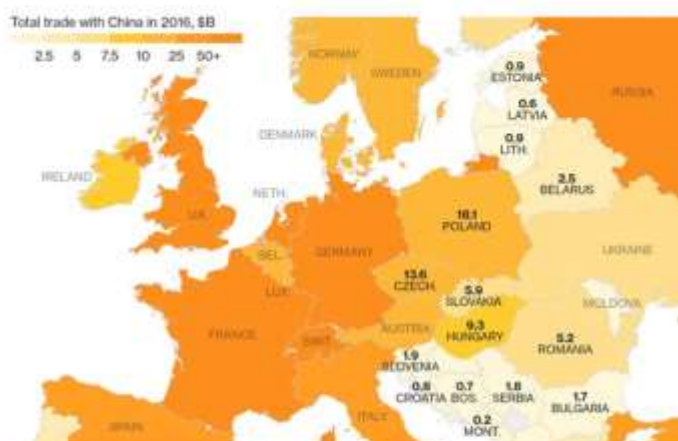 Total trade with China in 2016, $B
2.5 5 7.5 10 25 50+
NORWAY
SWEDEN
0.9
ESTONIA
RUSSIA
0.6
LATVIA
DENMARK
0.9
LITH.
IRELAND
U.K.
NETH.
2.5
BELARUS
16.1
POLAND
GERMANY
UKRAINE
BEL.
13.6
CZECH.
LUX.
5.9
SLOVAKIA
MOLDOVA
FRANCE
SWIT.
AUSTRIA
9.3
HUNGARY
5.2
ROMANIA
1.9
SLOVENIA
0.8
CROATIA
0.7
BOS.
1.6
SERBIA
1.7
BULGARIA
SPAIN
ITALY
0.2
MONT.